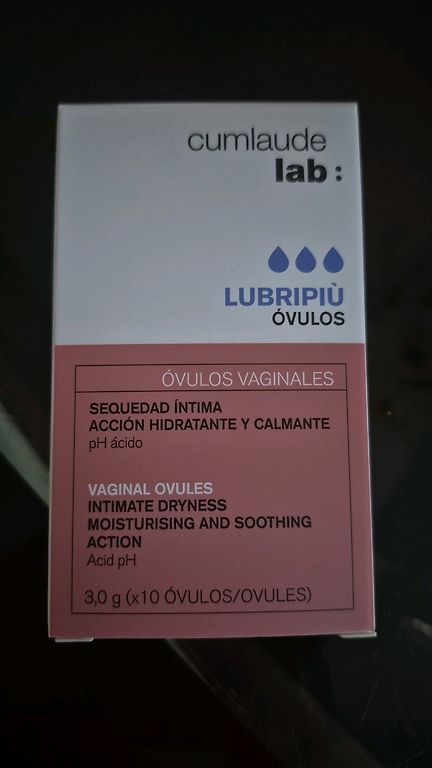 cumlaude
lab:
LUBRIPIÙ
ÓVULOS
ÓVULOS VAGINALES
SEQUEDAD ÍNTIMA
ACCIÓN HIDRATANTE Y CALMANTE
pH ácido
VAGINAL OVULES
INTIMATE DRYNESS
MOISTURISING AND SOOTHING
ACTION
Acid pH
3,0 g (x10 ÓVULOS/OVULES)